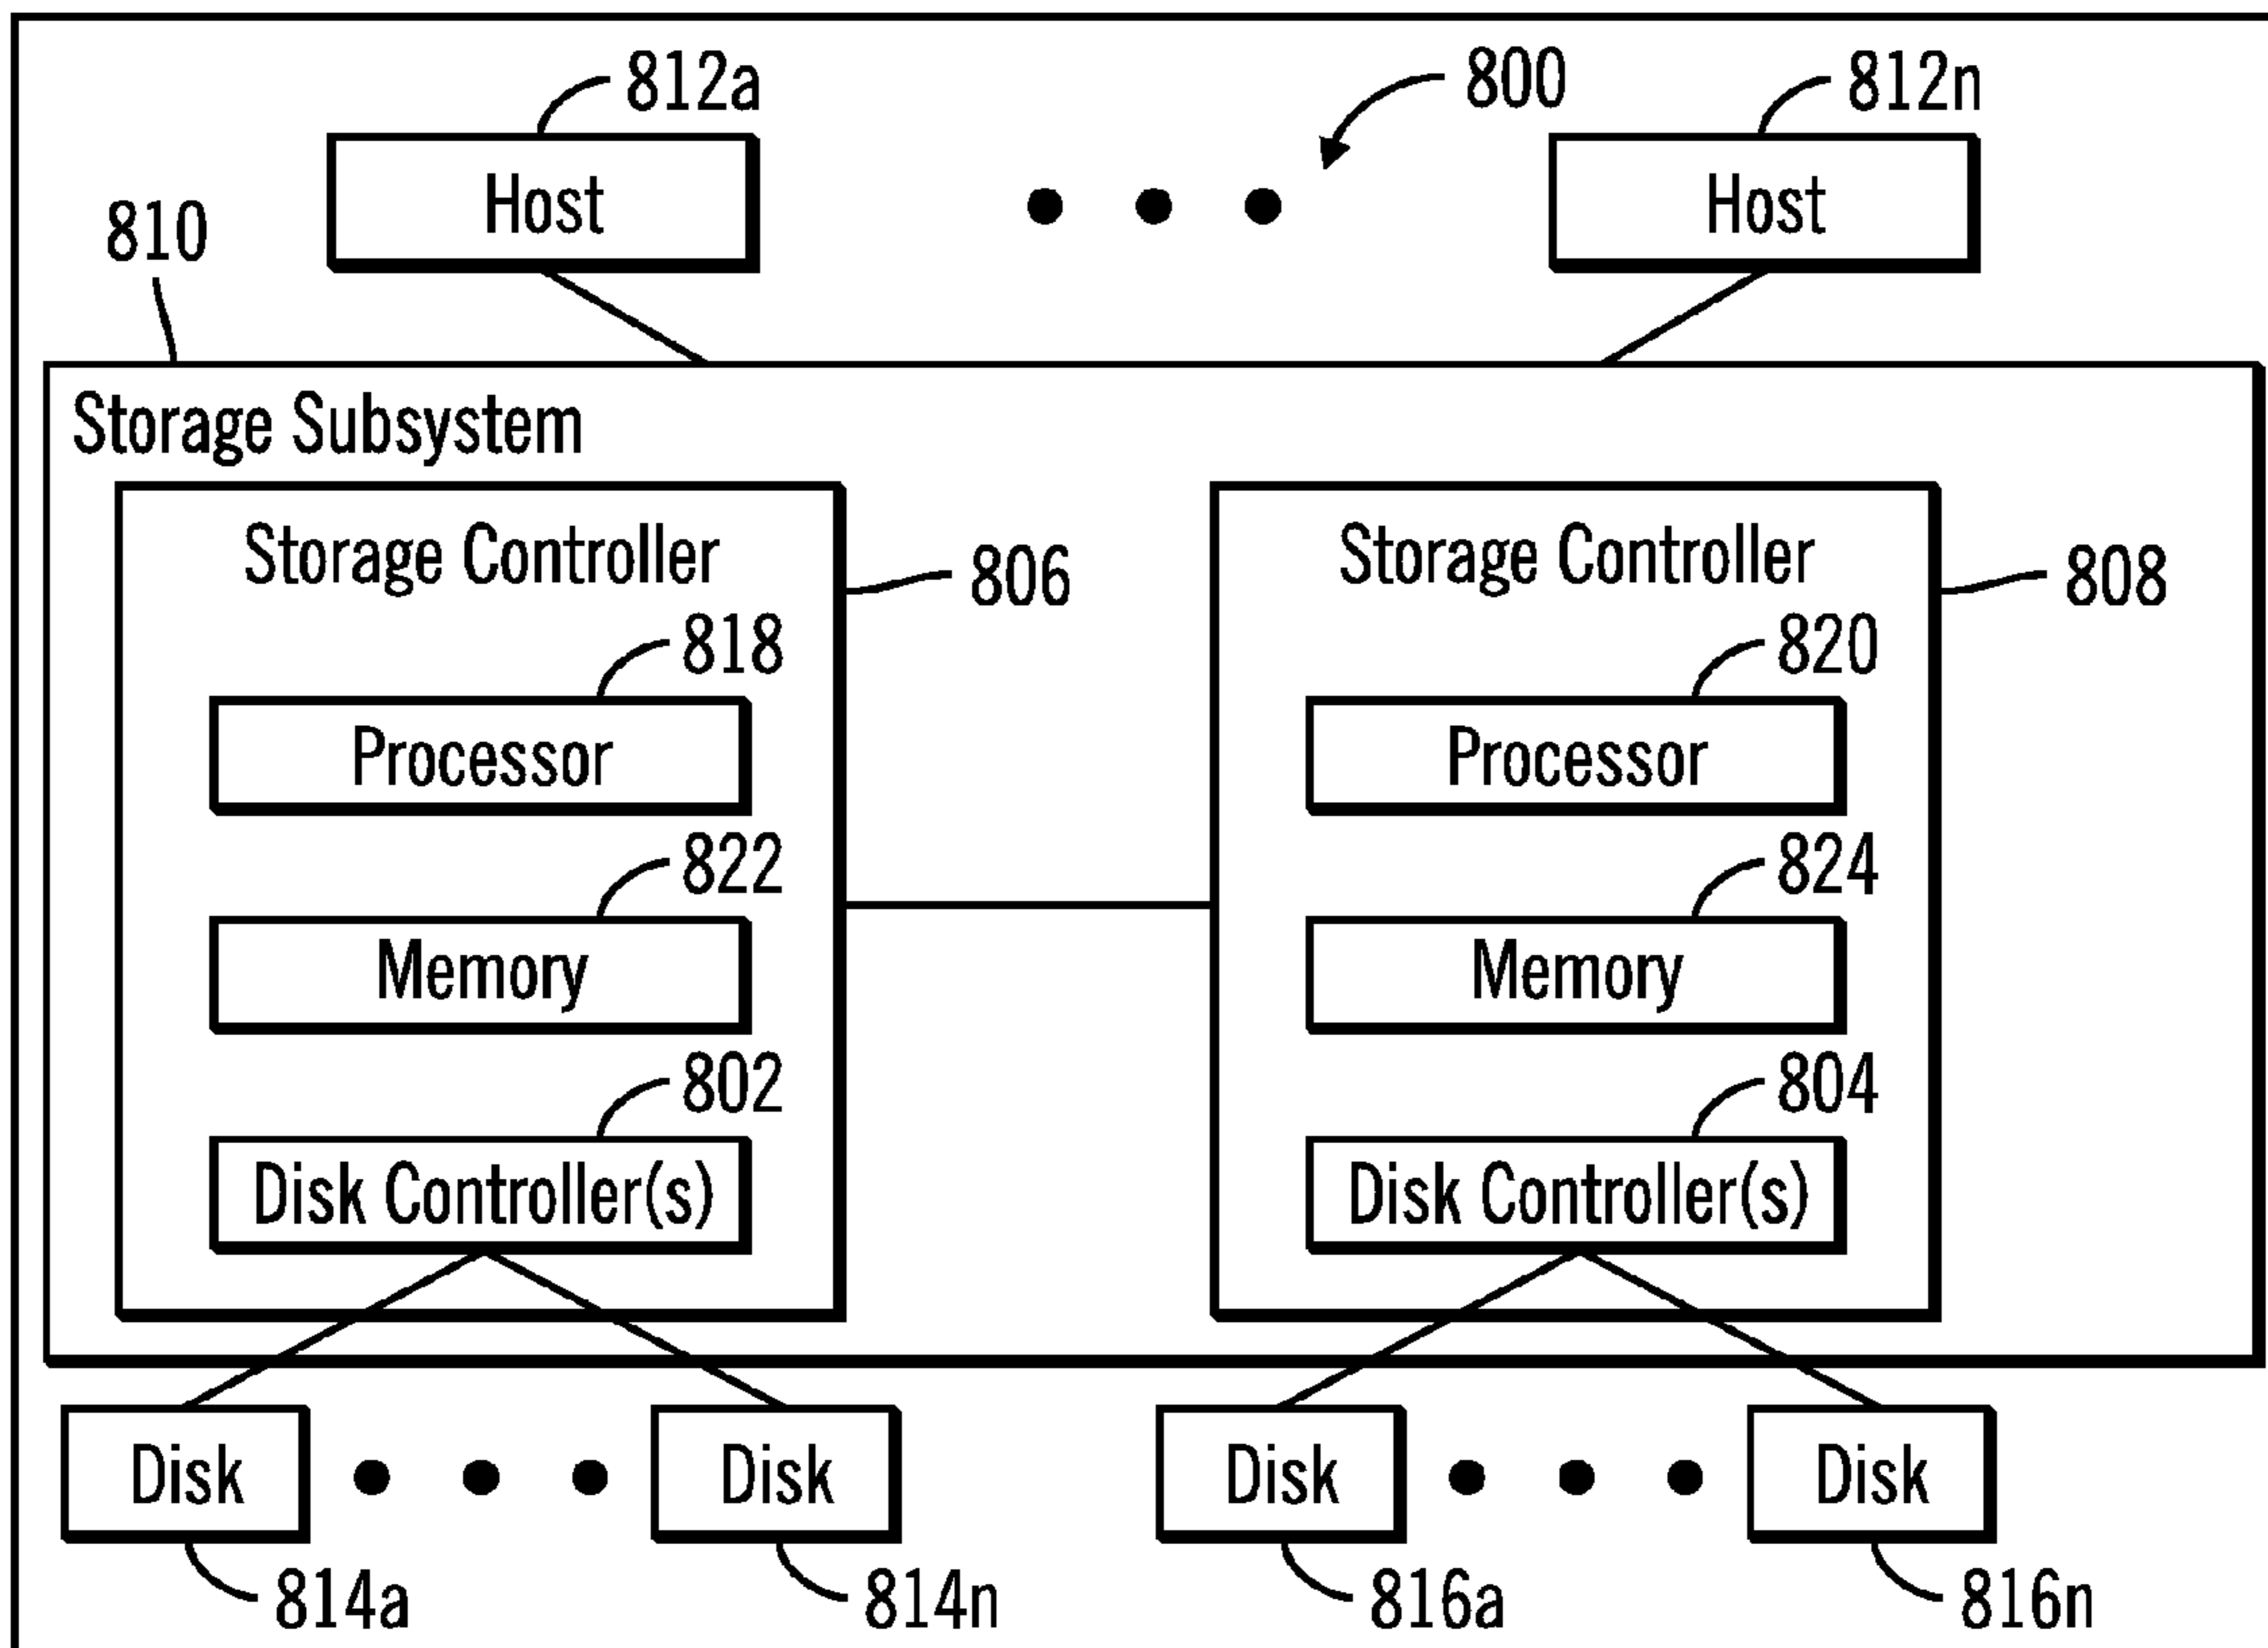 812a
800
812n
Host
Host
810
Storage Subsystem
Storage Controller
806
Storage Controller
808
818
820
Processor
Processor
822
824
Memory
Memory
802
804
Disk Controller(s)
Disk Controller(s)
Disk
Disk
Disk
Disk
814a
814n
816a
816n